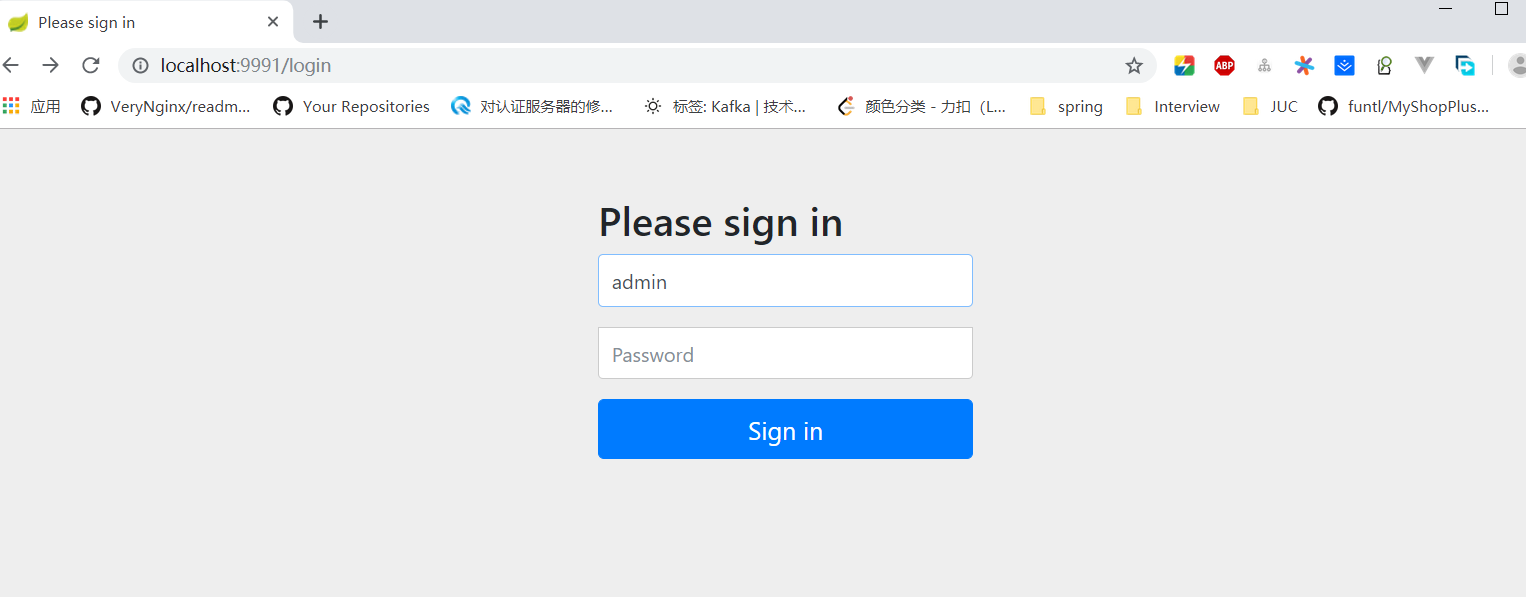 Please sign in
localhost:9991/login
应用 VeryNginx/readm... Your Repositories 对认证服务器的修... 标签: Kafka | 技术... 颜色分类 - 力扣（L... spring Interview JUC funtl/MyShopPlus...
ABP
Please sign in
admin
Password
Sign in